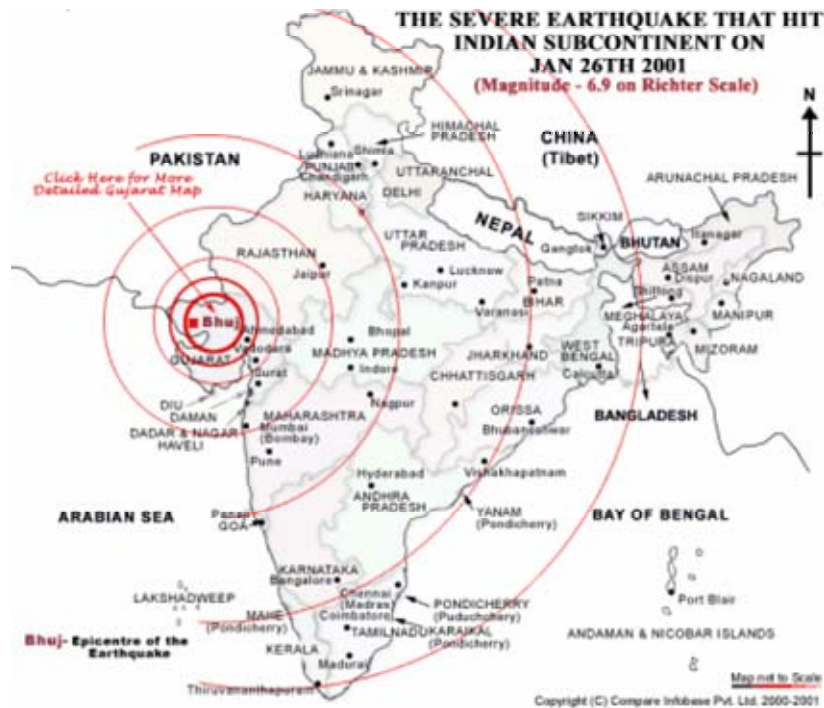 THE SEVERE EARTHQUAKE THAT HIT
INDIAN SUBCONTINENT ON
JAN 26TH 2001
(Magnitude - 6.9 on Richter Scale)
N
JAMMU & KASHMIR
Srinagar
HIMACHAL
PRADESH
CHINA
(Tibet)
PAKISTAN
Ludhiana
Shimla
PUNJAB
Chandigarh
UTTARANCHAL
ARUNACHAL PRADESH
Click Here for More
Detailed Gujarat Map
HARYANA
DELHI
NEPAL
SIKKIM
UTTAR
PRADESH
Gangtok
BHUTAN
Itanagar
RAJASTHAN
Jaipur
Lucknow
Kanpur
Patna
BIHAR
Varanasi
ASSAM
Dispur
NAGALAND
Shillong
MEGHALAYA
MANIPUR
Agartala
TRIPURA
MIZORAM
Bhuj
Ahmedabad
Vadodara
GUJARAT
Surat
Bhopal
MADHYA PRADESH
Indore
JHARKHAND
WEST
BENGAL
Calcutta
CHHATTISGARH
DIU
DAMAN
DADAR & NAGAR
HAVELI
MAHARASHTRA
Mumbai
(Bombay)
Nagpur
ORISSA
Bhubaneshwar
BANGLADESH
Pune
Hyderabad
ANDHRA
PRADESH
Vishakhapatnam
YANAM
(Pondicherry)
ARABIAN SEA
BAY OF BENGAL
GOA
KARNATAKA
Bangalore
LAKSHADWEEP
Chennai
(Madras)
PONDICHERRY
(Puduchchery)
Port Blair
MAHE
(Pondicherry)
Coimbatore
TAMILNADU
KARAIKAL
(Pondicherry)
ANDAMAN & NICOBAR ISLANDS
Bhuj- Epicentre of the
Earthquake
KERALA
Madurai
Thiruvananthapuram
Map not to Scale
Copyright (C) Compare Infobase Pvt. Ltd. 2000-2001